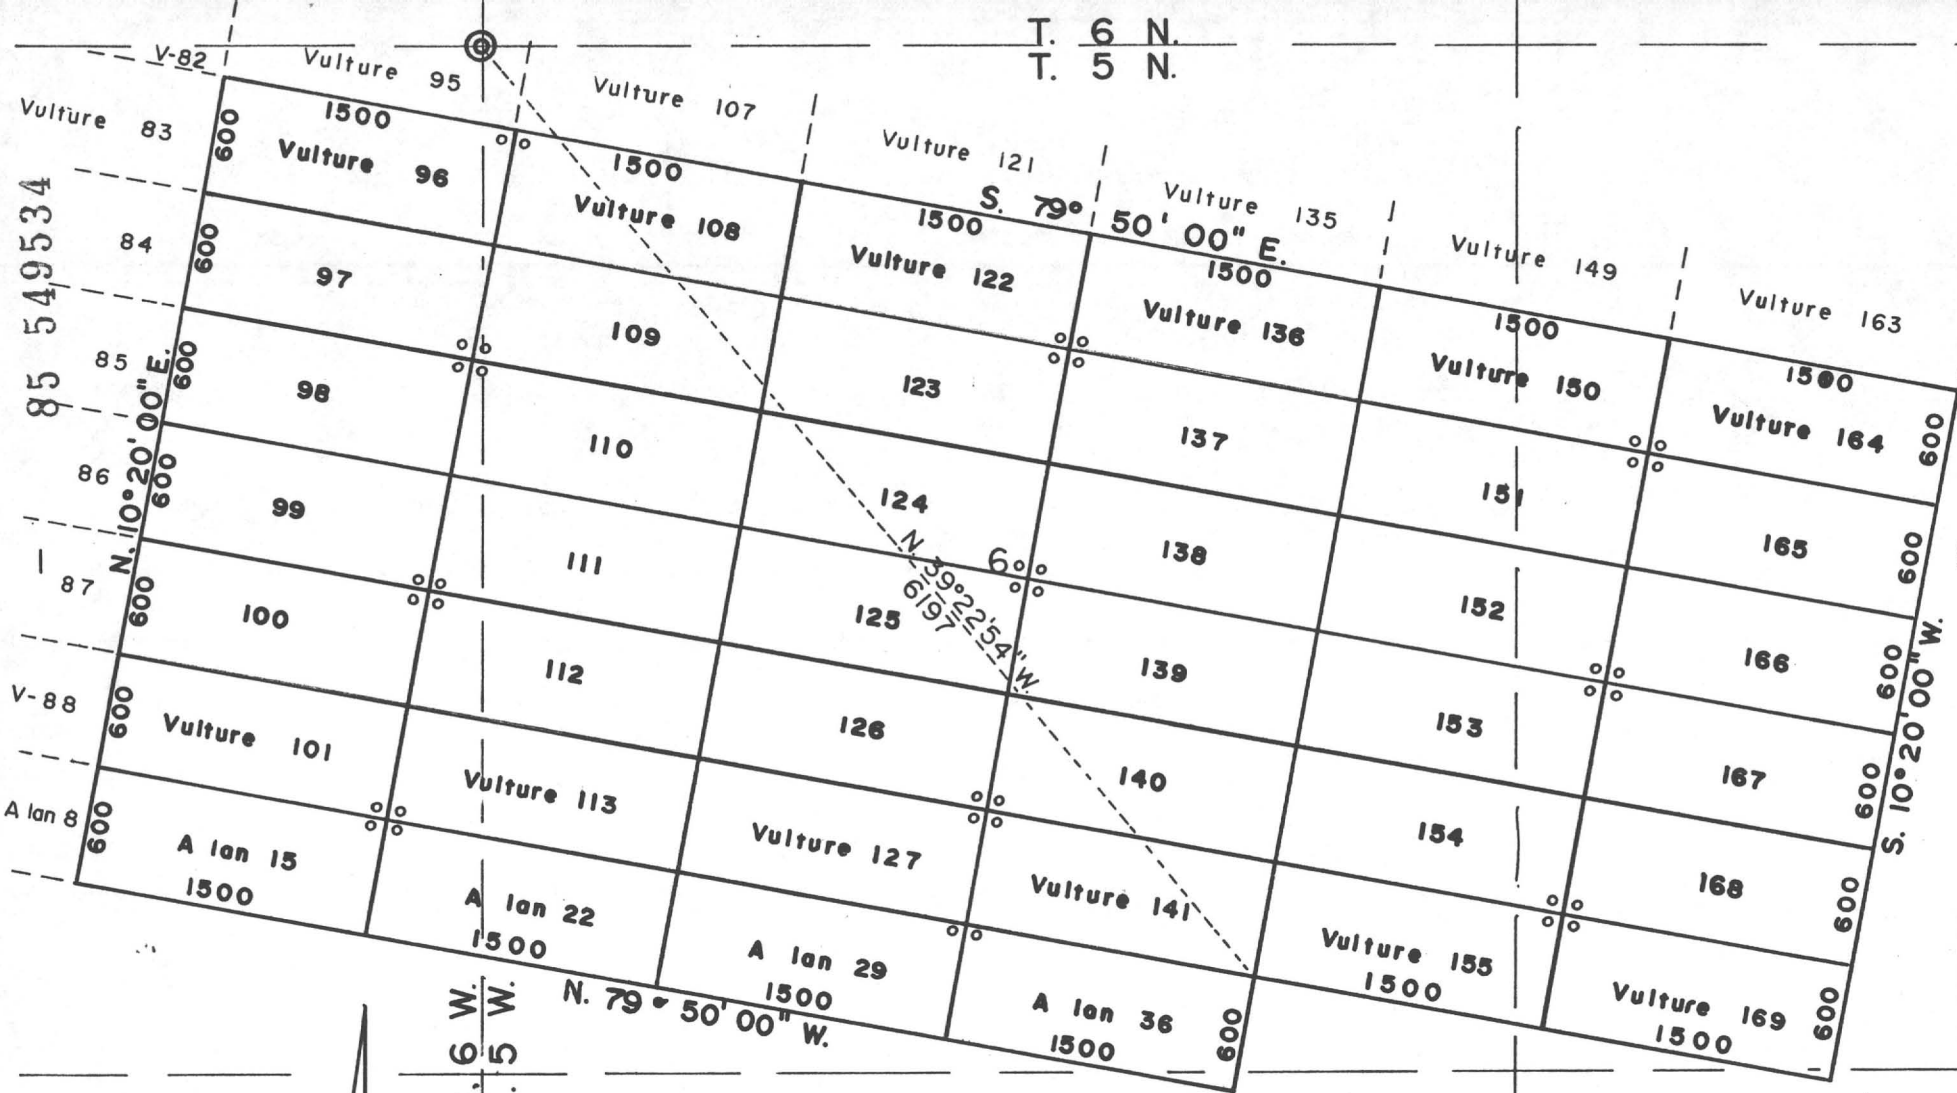 T. 6 N.
T. 5 N.
V-82
Vulture 95
Vulture 107
Vulture 121
Vulture 135
Vulture 149
Vulture 163
Vulture 83
84
85
86
87
V-88
A lan 8
85 549534
S. 79° 50' 00" E.
1500
1500
1500
1500
1500
1500
600
Vulture 96
Vulture 108
Vulture 122
Vulture 136
Vulture 150
Vulture 164
600
600
97
109
123
137
151
165
600
600
98
110
124
138
152
166
600
600
99
111
125
139
153
167
600
600
100
112
126
140
154
168
600
600
Vulture 101
Vulture 113
Vulture 127
Vulture 141
Vulture 155
1500
Vulture 169
1500
600
600
A lan 15
1500
A lan 22
1500
A lan 29
1500
A lan 36
1500
600
N. 10° 20' 00" E.
S. 10° 20' 00" W.
N 39°22'54" W.
6197
6
N. 79° 50' 00" W.
6 W.
5 W.